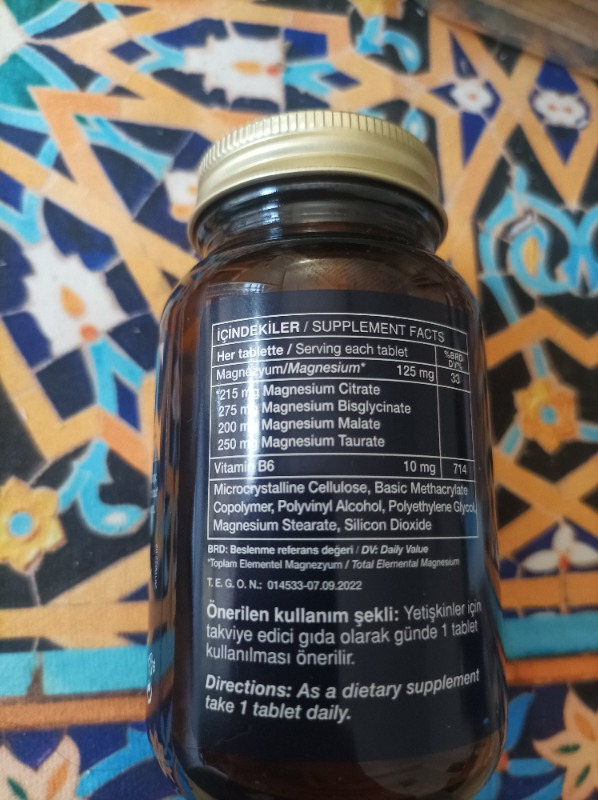 İÇİNDEKİLER / SUPPLEMENT FACTS
Her tablette / Serving each tablet %BRD/
DV%
Magnezyum/Magnesium* 125 mg 33
*215 mg Magnesium Citrate
275 mg Magnesium Bisglycinate
200 mg Magnesium Malate
250 mg Magnesium Taurate
Vitamin B6 10 mg 714
Microcrystalline Cellulose, Basic Methacrylate
Copolymer, Polyvinyl Alcohol, Polyethylene Glycol,
Magnesium Stearate, Silicon Dioxide
BRD: Beslenme referans değeri / DV: Daily Value
*Toplam Elementel Magnezyum / Total Elemental Magnesium
T. E. G. O. N.: 014533-07.09.2022
Önerilen kullanım şekli: Yetişkinler için
takviye edici gıda olarak günde 1 tablet
kullanılması önerilir.
Directions: As a dietary supplement
take 1 tablet daily.